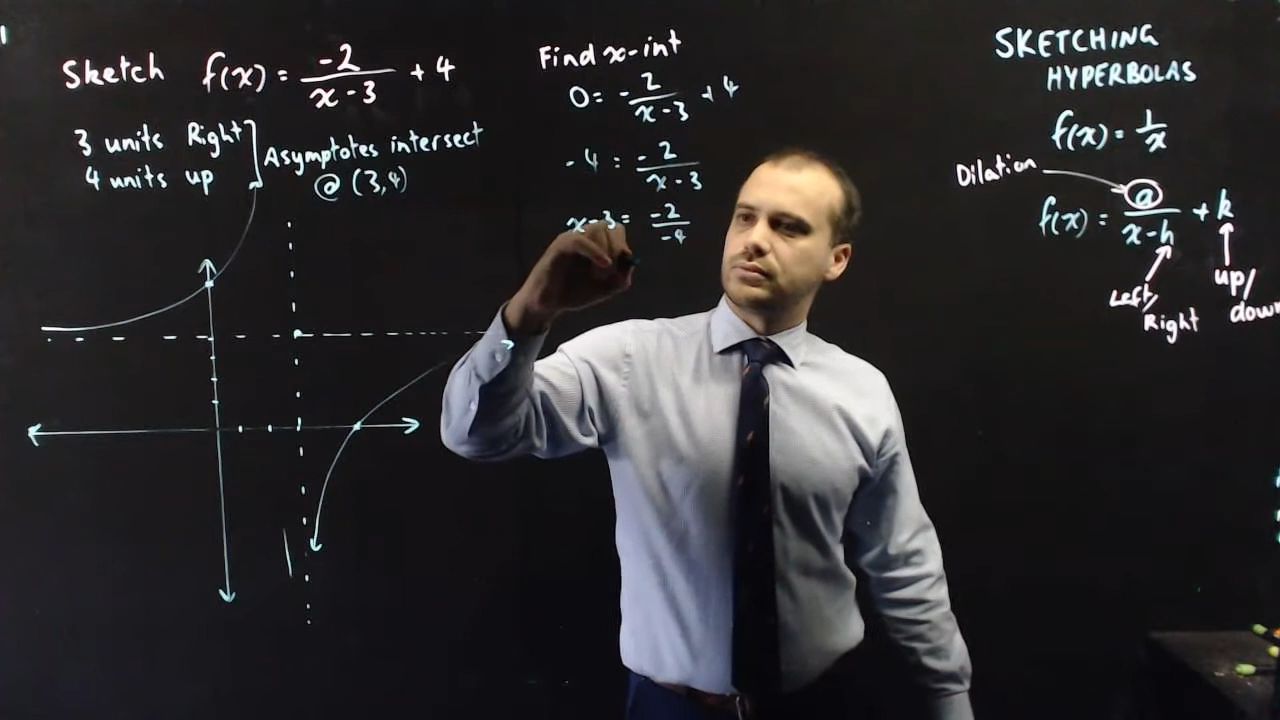 Sketch f(x) = -2/(x-3) + 4
3 units Right
4 units up
Asymptotes intersect
@ (3,4)
Find x-int
0 = -2/(x-3) + 4
-4 = -2/(x-3)
x-3 = -2/-4
SKETCHING
HYPERBOLAS
f(x) = 1/x
Dilation
f(x) = a/(x-h) + k
Left/
Right
up/
down